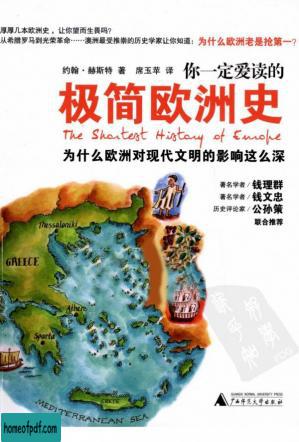 厚厚几本欧洲史，让你望而生畏吗？
从希腊罗马到光荣革命……澳洲最受推崇的历史学家让你知道：为什么欧洲老是抢第一？
约翰·赫斯特 著 席玉苹 译
你一定爱读的
极简欧洲史
The Shortest History of Europe
为什么欧洲对现代文明的影响这么深
著名学者/钱理群
著名学者/钱文忠
历史评论家/公孙策
联合推荐
Thessaloniki
GREECE
Aegean Sea
Athens
MEDITERRANEAN SEA
GUANGXI NORMAL UNIVERSITY PRESS
广西师范大学出版社
homeofpdf.com